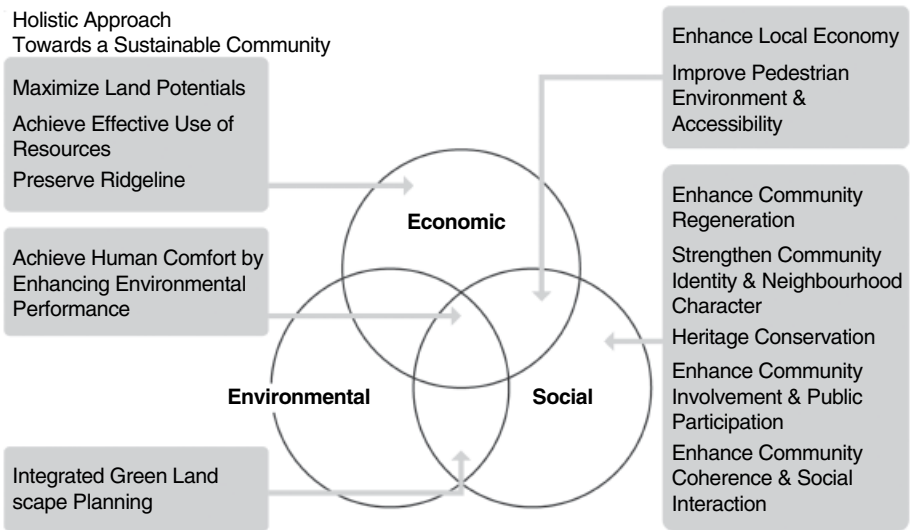 Holistic Approach
Towards a Sustainable Community
Maximize Land Potentials
Achieve Effective Use of
Resources
Preserve Ridgeline
Achieve Human Comfort by
Enhancing Environmental
Performance
Integrated Green Land
scape Planning
Economic
Environmental
Social
Enhance Local Economy
Improve Pedestrian
Environment &
Accessibility
Enhance Community
Regeneration
Strengthen Community
Identity & Neighbourhood
Character
Heritage Conservation
Enhance Community
Involvement & Public
Participation
Enhance Community
Coherence & Social
Interaction